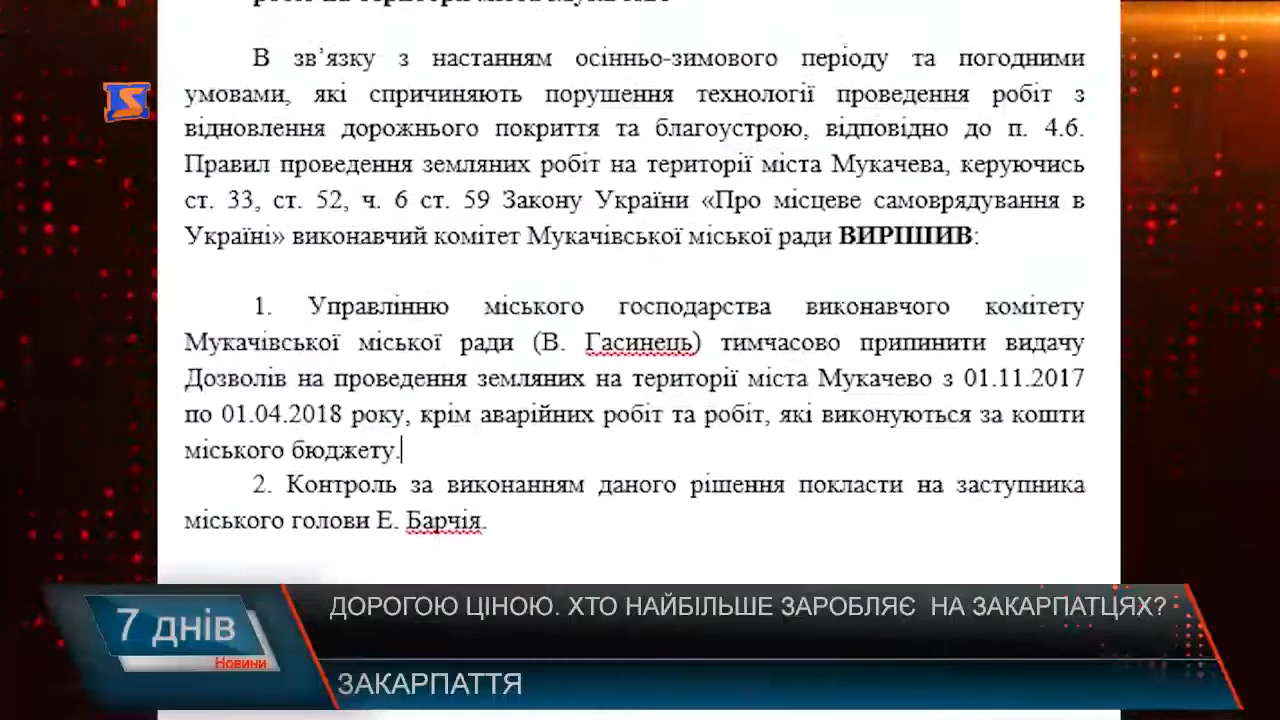 В зв’язку з настанням осінньо-зимового періоду та погодними
умовами, які спричиняють порушення технології проведення робіт з
відновлення дорожнього покриття та благоустрою, відповідно до п. 4.6.
Правил проведення земляних робіт на території міста Мукачева, керуючись
ст. 33, ст. 52, ч. 6 ст. 59 Закону України «Про місцеве самоврядування в
Україні» виконавчий комітет Мукачівської міської ради ВИРІШИВ:
1. Управлінню міського господарства виконавчого комітету
Мукачівської міської ради (В. Гасинець) тимчасово припинити видачу
Дозволів на проведення земляних на території міста Мукачево з 01.11.2017
по 01.04.2018 року, крім аварійних робіт та робіт, які виконуються за кошти
міського бюджету.
2. Контроль за виконанням даного рішення покласти на заступника
міського голови Е. Барчія.
7 днів
Новини
ДОРОГОЮ ЦІНОЮ. ХТО НАЙБІЛЬШЕ ЗАРОБЛЯЄ НА ЗАКАРПАТЦЯХ?
ЗАКАРПАТТЯ